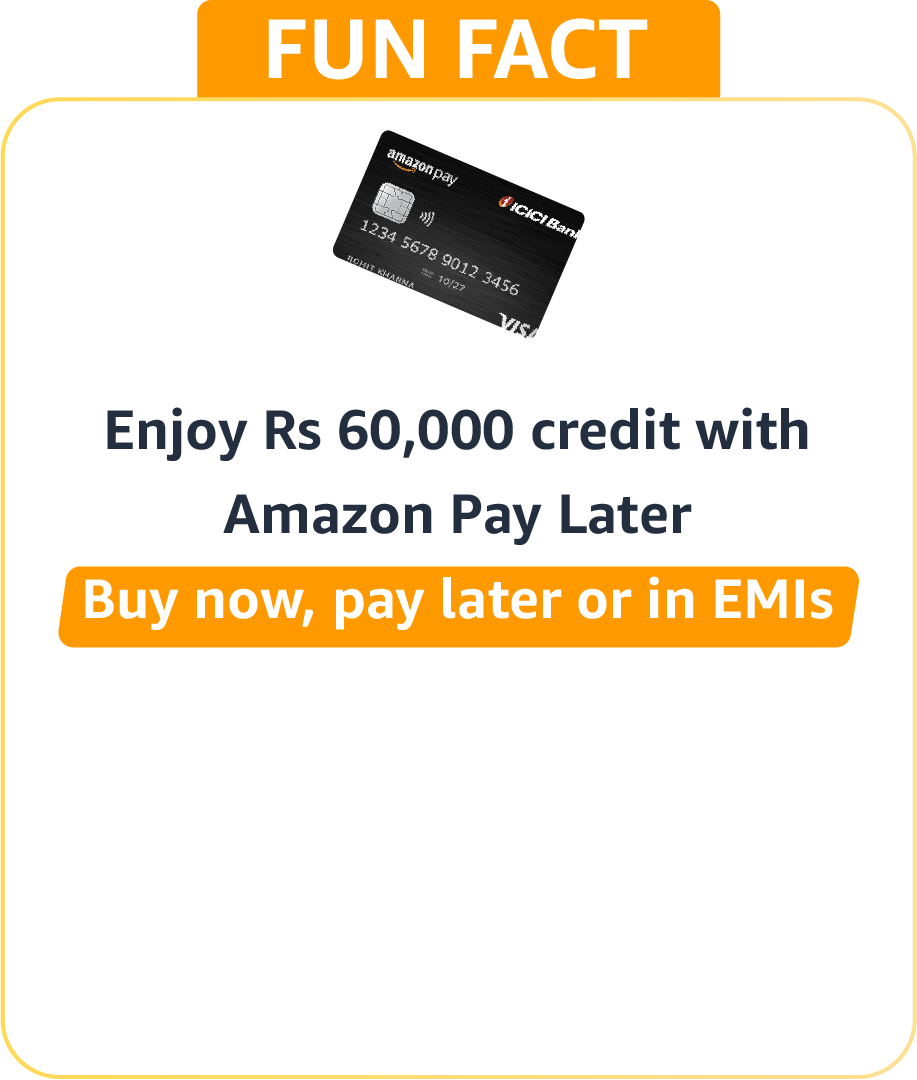 FUN FACT
amazon pay
ICICI Bank
1234 5678 9012 3456
10/27
ROHIT KHANNA
VISA
Enjoy Rs 60,000 credit with
Amazon Pay Later
Buy now, pay later or in EMIs